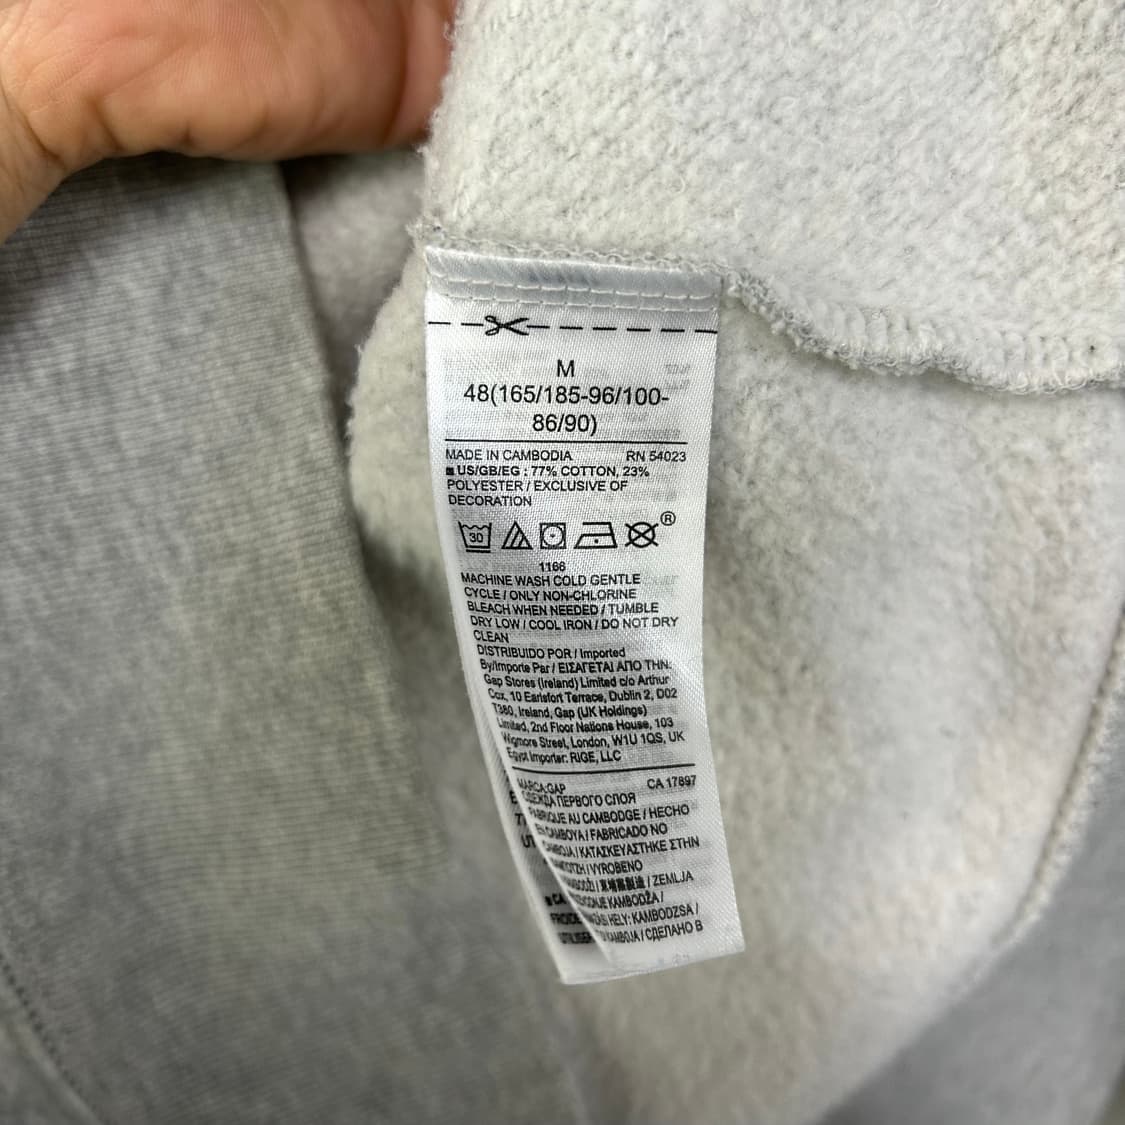 M
48(165/185-96/100-
86/90)
MADE IN CAMBODIA RN 54023
US/GB/EG : 77% COTTON, 23%
POLYESTER / EXCLUSIVE OF
DECORATION
30
®
1166
MACHINE WASH COLD GENTLE
CYCLE / ONLY NON-CHLORINE
BLEACH WHEN NEEDED / TUMBLE
DRY LOW / COOL IRON / DO NOT DRY
CLEAN
DISTRIBUIDO POR / Imported
By/Importe Par / ΕΙΣΑΓΕΤΑΙ ΑΠΟ ΤΗΝ:
Gap Stores (Ireland) Limited c/o Arthur
Cox, 10 Earlsfort Terrace, Dublin 2, D02
T380, Ireland, Gap (UK Holdings)
Limited, 2nd Floor Nations House, 103
Wigmore Street, London, W1U 1QS, UK
Egypt Importer: RIGE, LLC
MARCA:GAP CA 17897
ОДЕЖДА ПЕРВОГО СЛОЯ
FABRIQUE AU CAMBODGE / HECHO
EN CAMBOYA / FABRICADO NO
CAMBOJA / ΚΑΤΑΣΚΕΥΑΣΤΗΚΕ ΣΤΗΝ
/ VYROBENO
/ ZEMLJA
KAMBODŽA /
HELY: KAMBODZSA /
/ СДЕЛАНО В